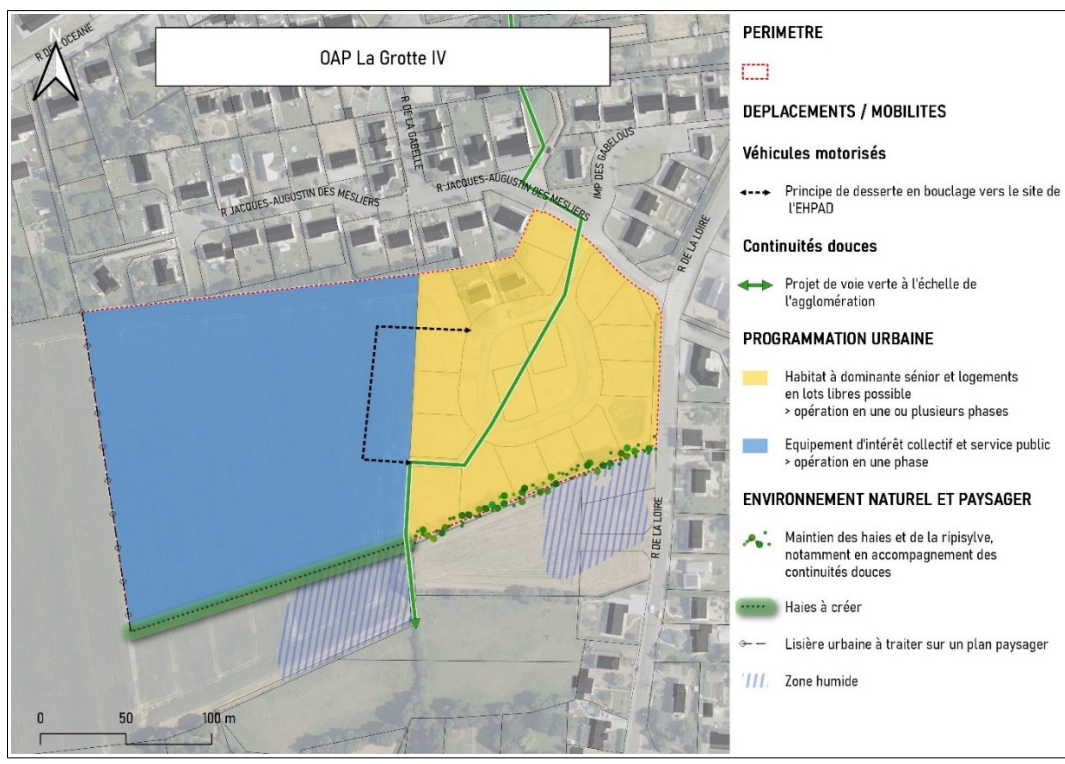 OAP La Grotte IV
R DE L'OCEANE
R DE LA GABELLE
IMP DES GABELOUS
R JACQUES-AUGUSTIN DES MESLIERS
R JACQUES-AUGUSTIN DES MESLIERS
R DE LA LOIRE
R DE LA LOIRE
0 50 100 m
PERIMETRE
DEPLACEMENTS / MOBILITES
Véhicules motorisés
Principe de desserte en bouclage vers le site de
l'EHPAD
Continuités douces
Projet de voie verte à l'échelle de
l'agglomération
PROGRAMMATION URBAINE
Habitat à dominante sénior et logements
en lots libres possible
> opération en une ou plusieurs phases
Equipement d'intérêt collectif et service public
> opération en une phase
ENVIRONNEMENT NATUREL ET PAYSAGER
Maintien des haies et de la ripisylve,
notamment en accompagnement des
continuités douces
Haies à créer
Lisière urbaine à traiter sur un plan paysager
Zone humide